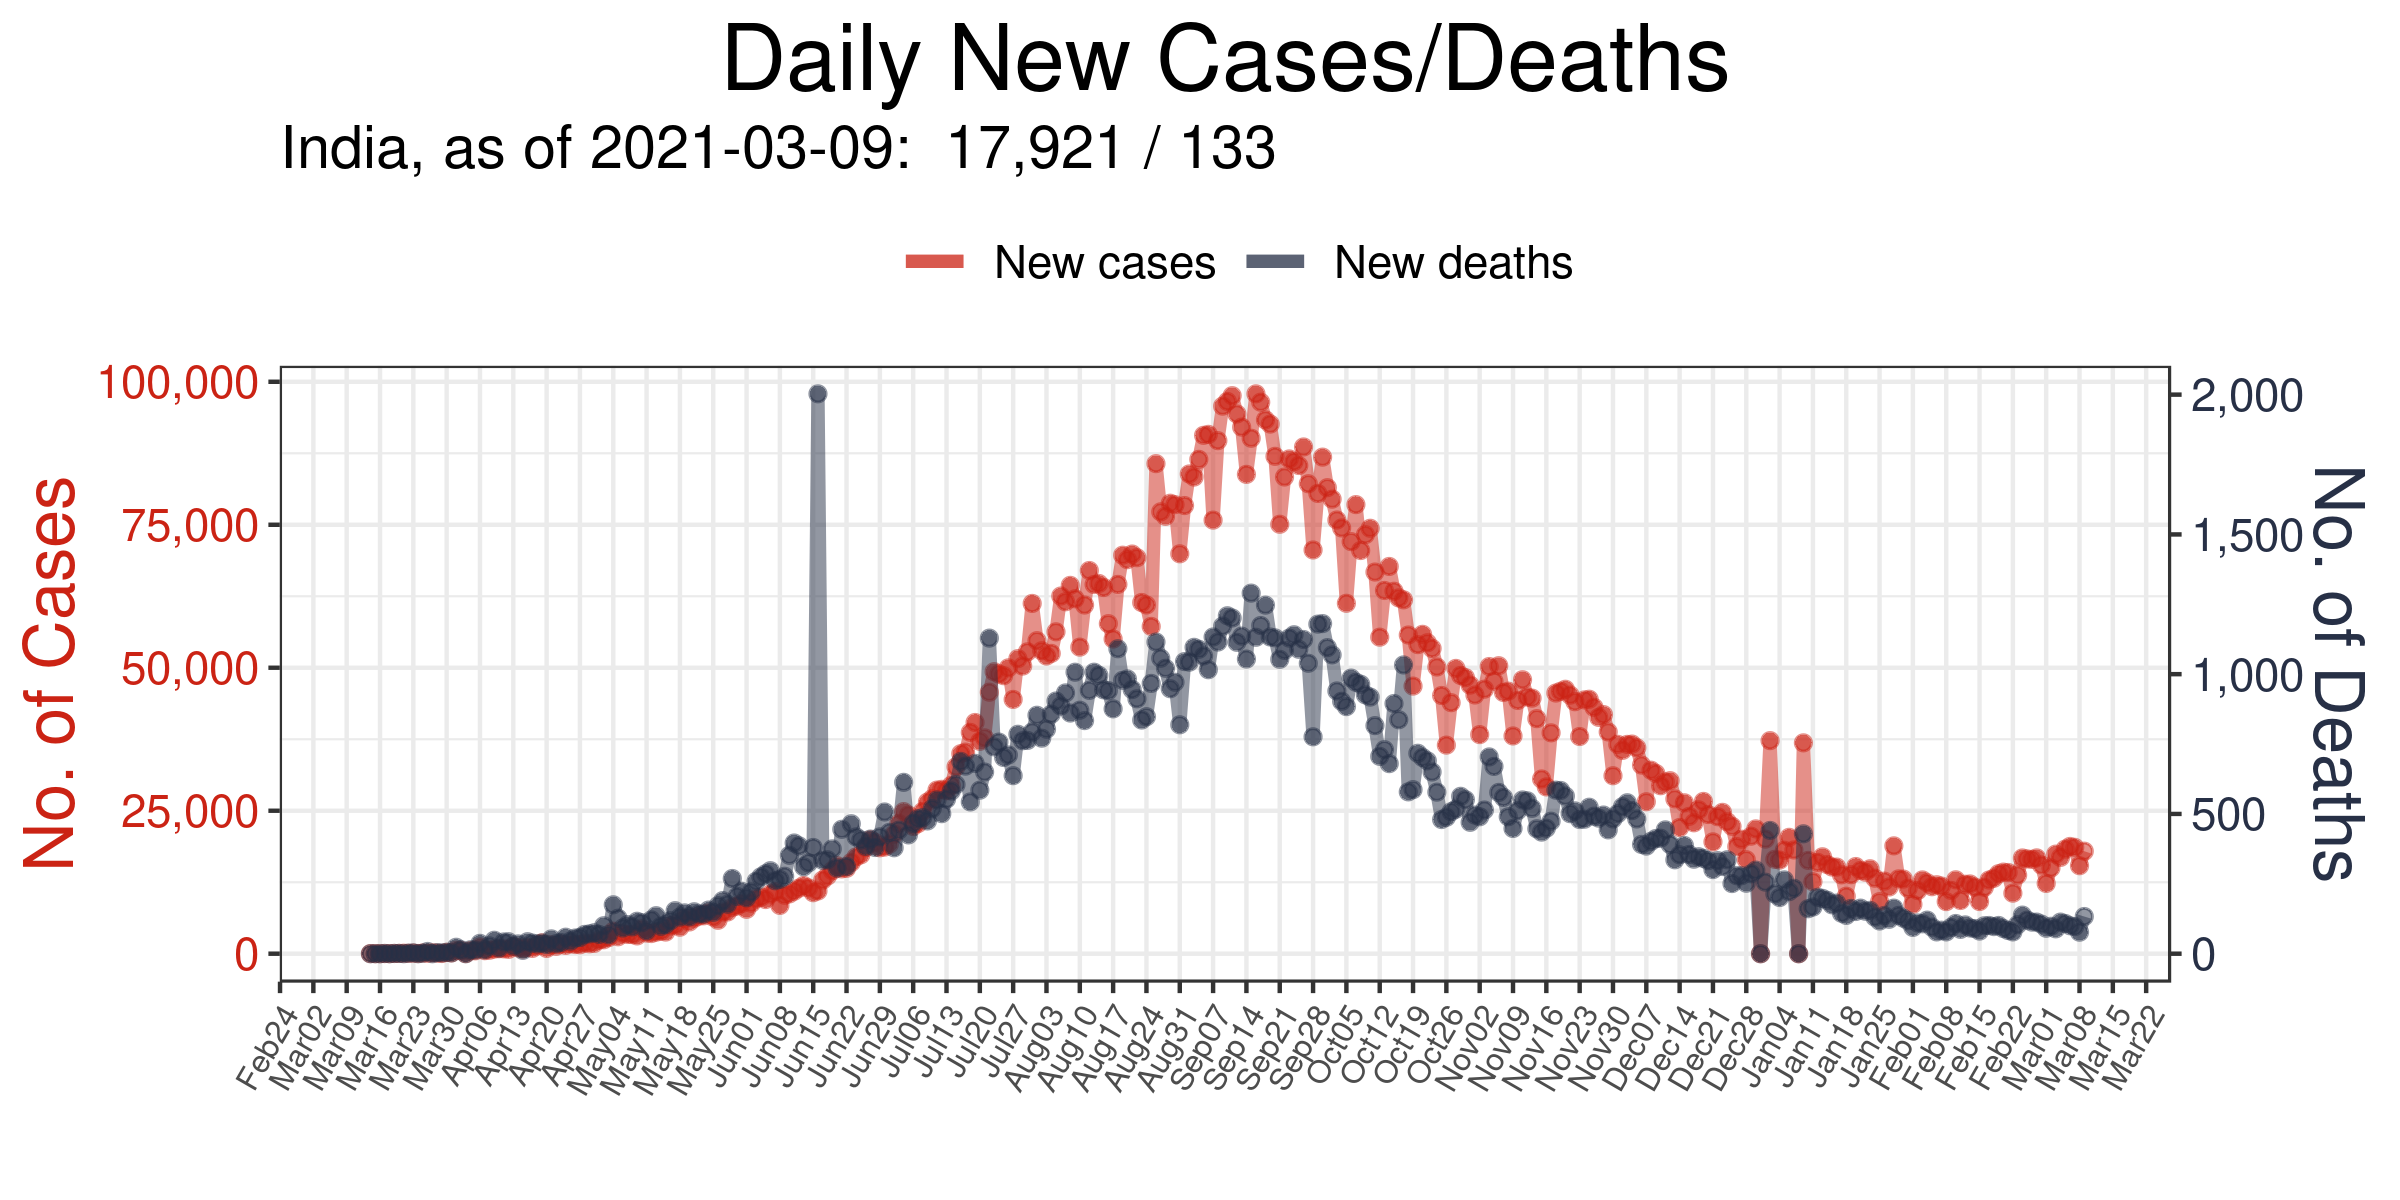 Daily New Cases/Deaths
India, as of 2021-03-09:  17,921 / 133
New cases New deaths
No. of Cases
100,000
75,000
50,000
25,000
0
2,000
1,500
1,000
500
0
No. of Deaths
Feb24 Mar02 Mar09 Mar16 Mar23 Mar30 Apr06 Apr13 Apr20 Apr27 May04 May11 May18 May25 Jun01 Jun08 Jun15 Jun22 Jun29 Jul06 Jul13 Jul20 Jul27 Aug03 Aug10 Aug17 Aug24 Aug31 Sep07 Sep14 Sep21 Sep28 Oct05 Oct12 Oct19 Oct26 Nov02 Nov09 Nov16 Nov23 Nov30 Dec07 Dec14 Dec21 Dec28 Jan04 Jan11 Jan18 Jan25 Feb01 Feb08 Feb15 Feb22 Mar01 Mar08 Mar15 Mar22